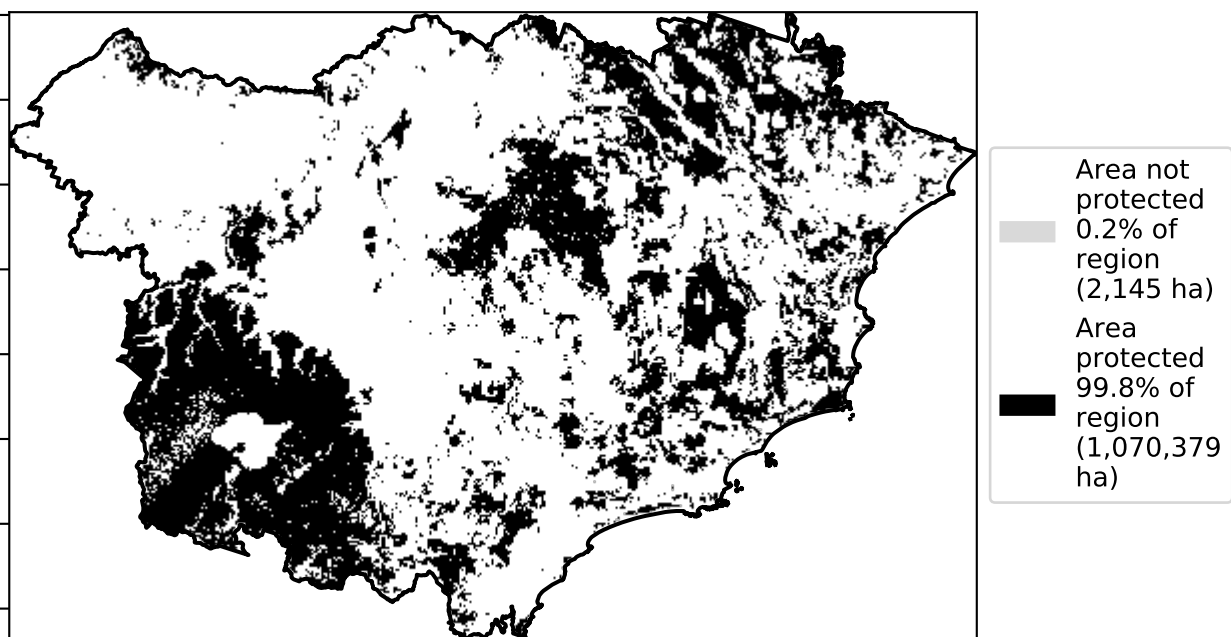 Area not
protected
0.2% of
region
(2,145 ha)
Area
protected
99.8% of
region
(1,070,379
ha)